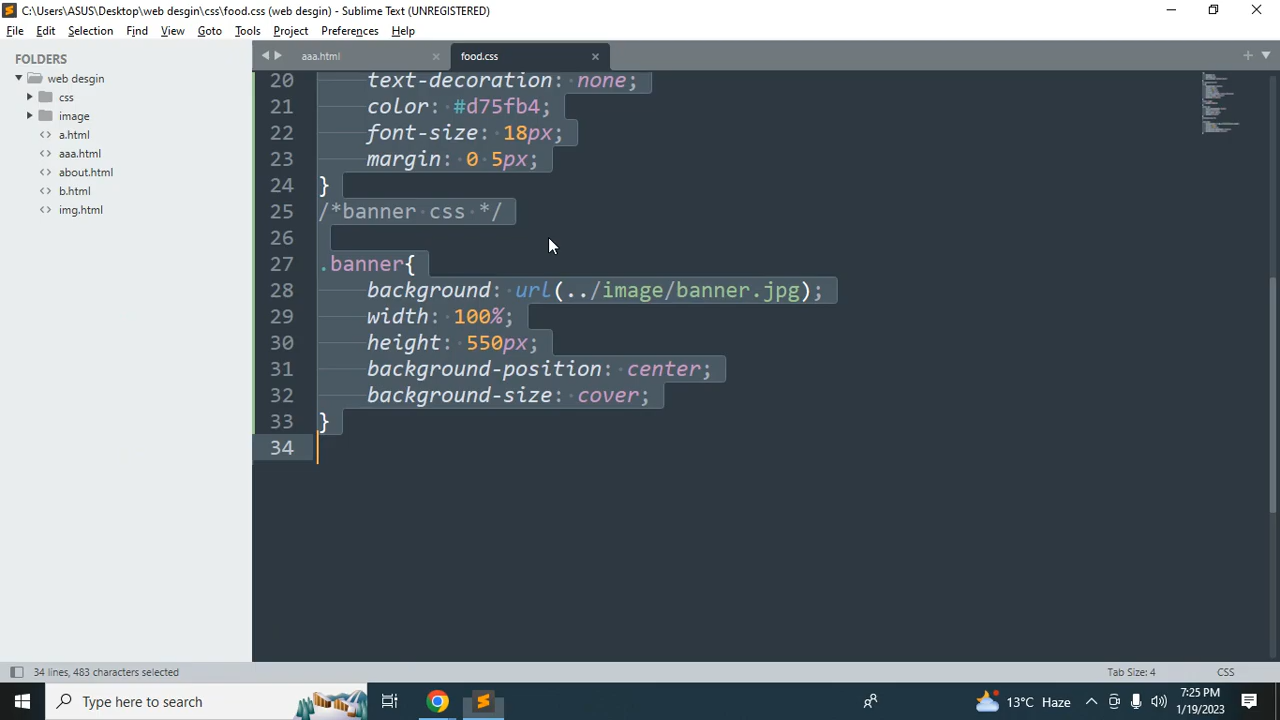 C:\Users\ASUS\Desktop\web desgin\css\food.css (web desgin) - Sublime Text (UNREGISTERED)
File Edit Selection Find View Goto Tools Project Preferences Help
FOLDERS
web desgin
css
image
a.html
aaa.html
about.html
b.html
img.html
aaa.html
food.css
20 text-decoration: none;
21 color: #d75fb4;
22 font-size: 18px;
23 margin: 0 5px;
24 }
25 /*banner css */
26
27 .banner{
28 background: url(../image/banner.jpg);
29 width: 100%;
30 height: 550px;
31 background-position: center;
32 background-size: cover;
33 }
34
34 lines, 483 characters selected
Tab Size: 4
CSS
Type here to search
13°C Haze
7:25 PM
1/19/2023